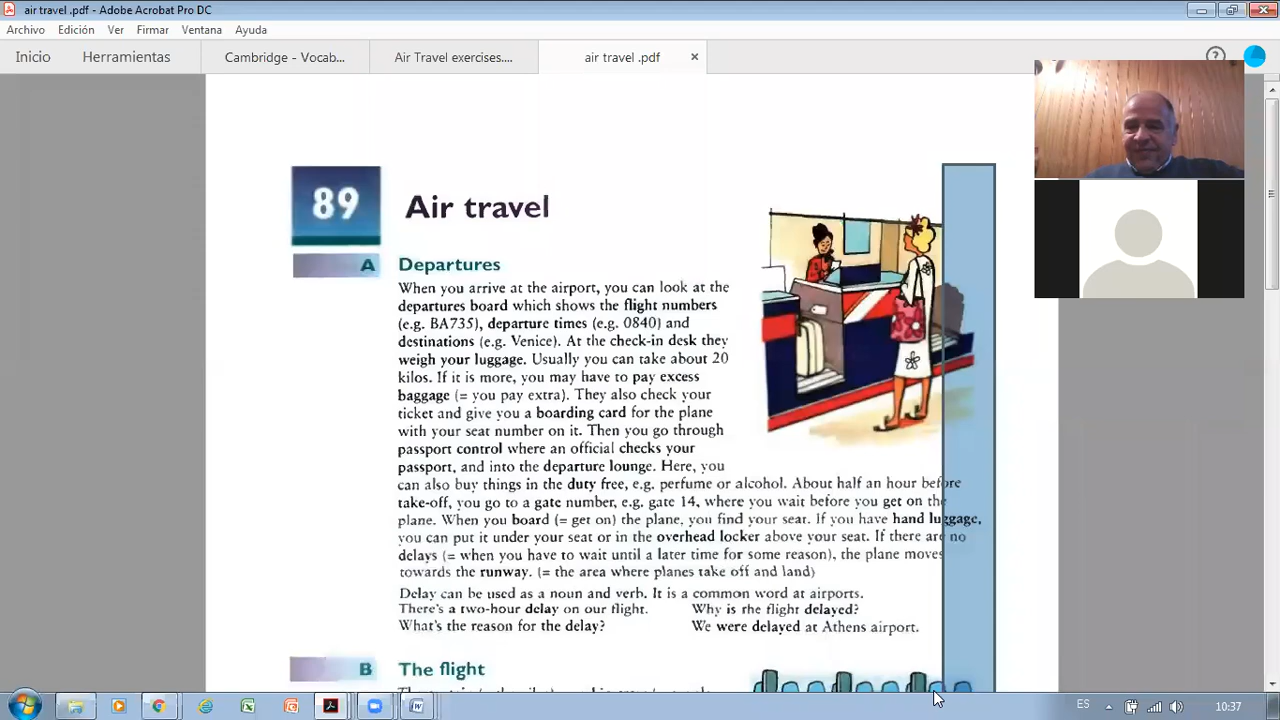 air travel .pdf - Adobe Acrobat Pro DC
Archivo Edición Ver Firmar Ventana Ayuda
Inicio Herramientas Cambridge - Vocab... Air Travel exercises.... air travel .pdf ×
89
Air travel
A Departures
When you arrive at the airport, you can look at the
departures board which shows the flight numbers
(e.g. BA735), departure times (e.g. 0840) and
destinations (e.g. Venice). At the check-in desk they
weigh your luggage. Usually you can take about 20
kilos. If it is more, you may have to pay excess
baggage (= you pay extra). They also check your
ticket and give you a boarding card for the plane
with your seat number on it. Then you go through
passport control where an official checks your
passport, and into the departure lounge. Here, you
can also buy things in the duty free, e.g. perfume or alcohol. About half an hour before
take-off, you go to a gate number, e.g. gate 14, where you wait before you get on the
plane. When you board (= get on) the plane, you find your seat. If you have hand luggage,
you can put it under your seat or in the overhead locker above your seat. If there are no
delays (= when you have to wait until a later time for some reason), the plane moves
towards the runway. (= the area where planes take off and land)
Delay can be used as a noun and verb. It is a common word at airports.
There's a two-hour delay on our flight. Why is the flight delayed?
What's the reason for the delay? We were delayed at Athens airport.
B The flight
ES 10:37